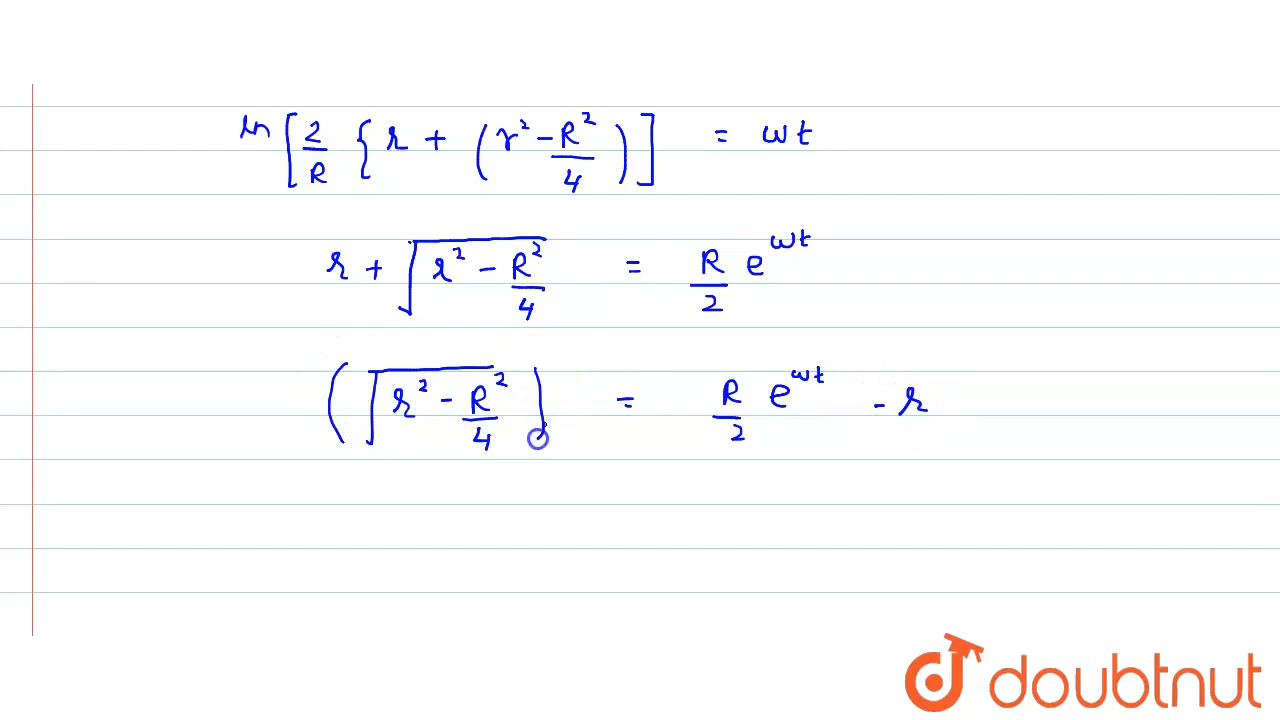 ln [ 2/R { r + ( r² - R²/4 ) ] = ωt
r + √(r² - R²/4) = R/2 e^ωt
( √(r² - R²/4) ) = R/2 e^ωt - r
doubtnut